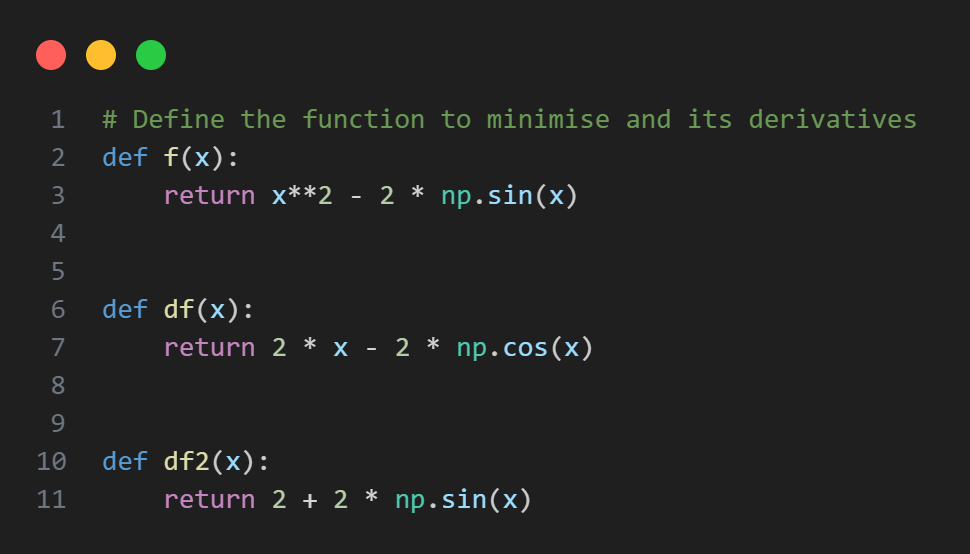 1 # Define the function to minimise and its derivatives
2 def f(x):
3     return x**2 - 2 * np.sin(x)
4
5
6 def df(x):
7     return 2 * x - 2 * np.cos(x)
8
9
10 def df2(x):
11     return 2 + 2 * np.sin(x)